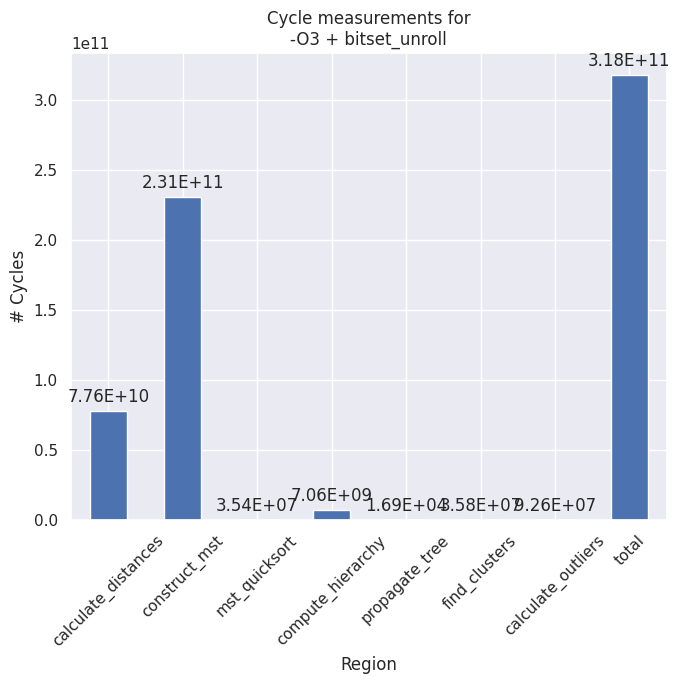 Cycle measurements for
-O3 + bitset_unroll
1e11
3.0
2.5
2.0
1.5
1.0
0.5
0.0
# Cycles
7.76E+10
2.31E+11
3.54E+07
7.06E+09
1.69E+04
3.58E+07
9.26E+07
3.18E+11
calculate_distances
construct_mst
mst_quicksort
compute_hierarchy
propagate_tree
find_clusters
calculate_outliers
total
Region